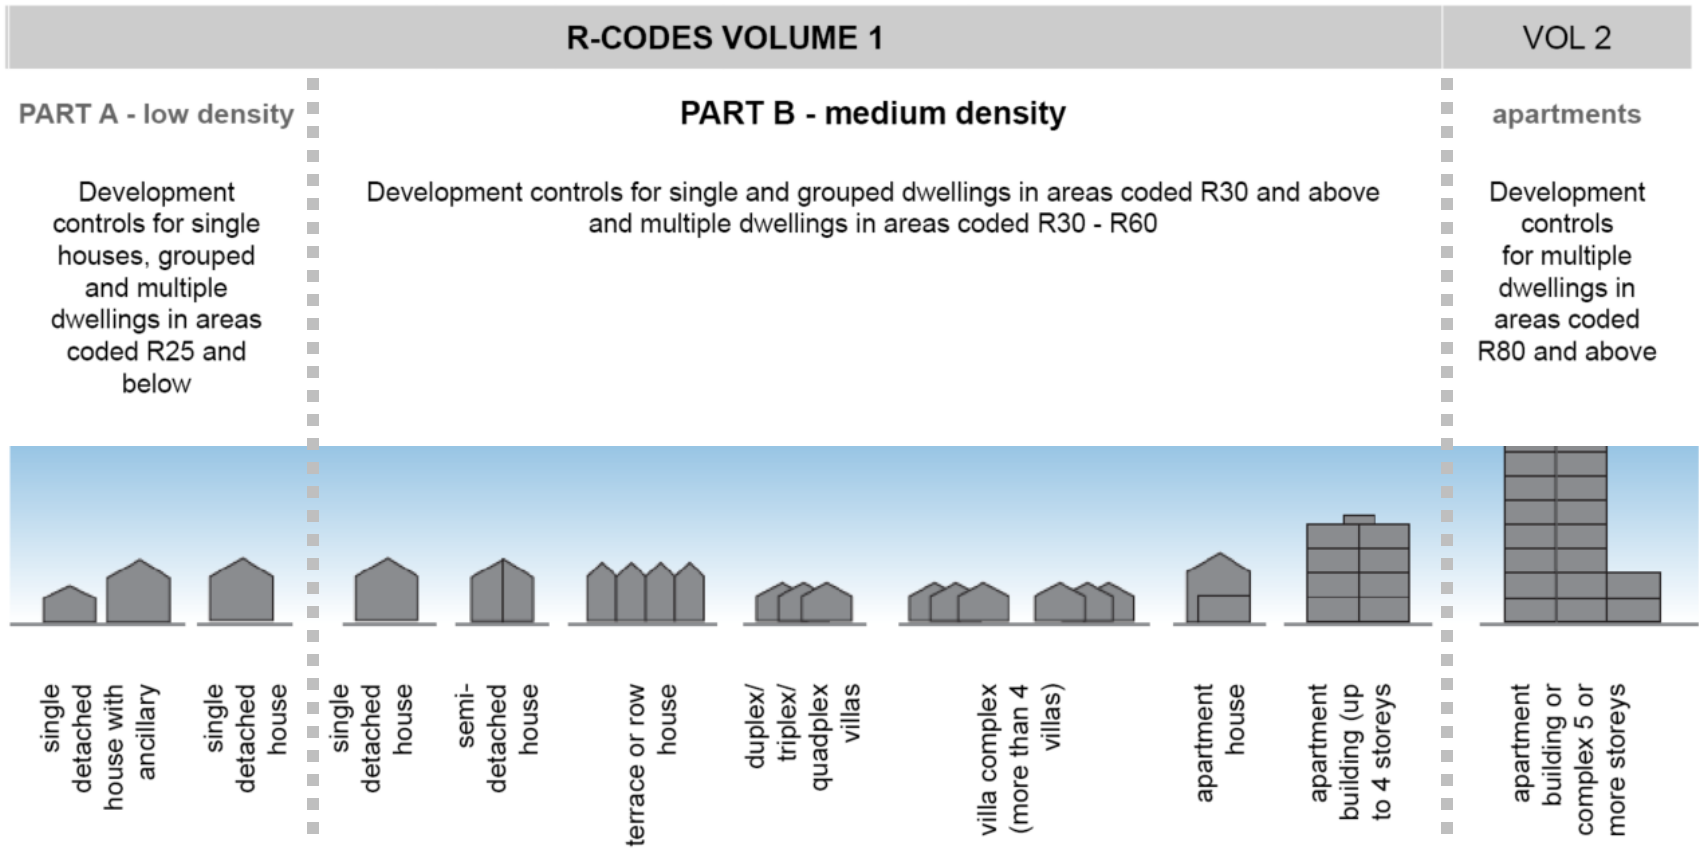 R-CODES VOLUME 1
VOL 2
PART A - low density
Development
controls for single
houses, grouped
and multiple
dwellings in areas
coded R25 and
below
PART B - medium density
Development controls for single and grouped dwellings in areas coded R30 and above
and multiple dwellings in areas coded R30 - R60
apartments
Development
controls
for multiple
dwellings in
areas coded
R80 and above
single
detached
house with
ancillary
single
detached
house
single
detached
house
semi-
detached
house
terrace or row
house
duplex/
triplex/
quadplex
villas
villa complex
(more than 4
villas)
apartment
house
apartment
building (up
to 4 storeys
apartment
building or
complex 5 or
more storeys